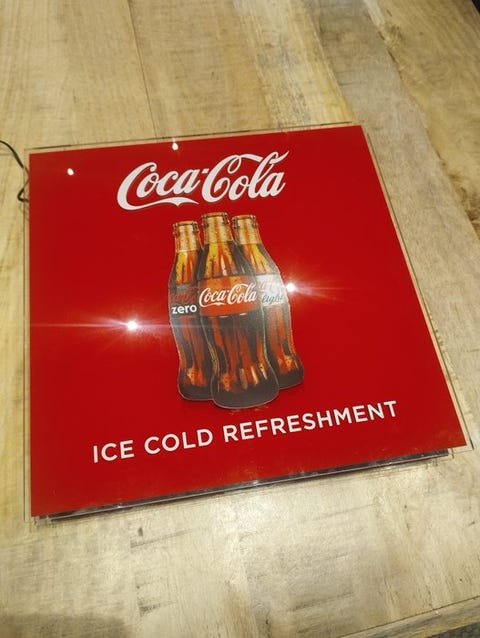 Coca-Cola
zero
Coca-Cola
light
ICE COLD REFRESHMENT